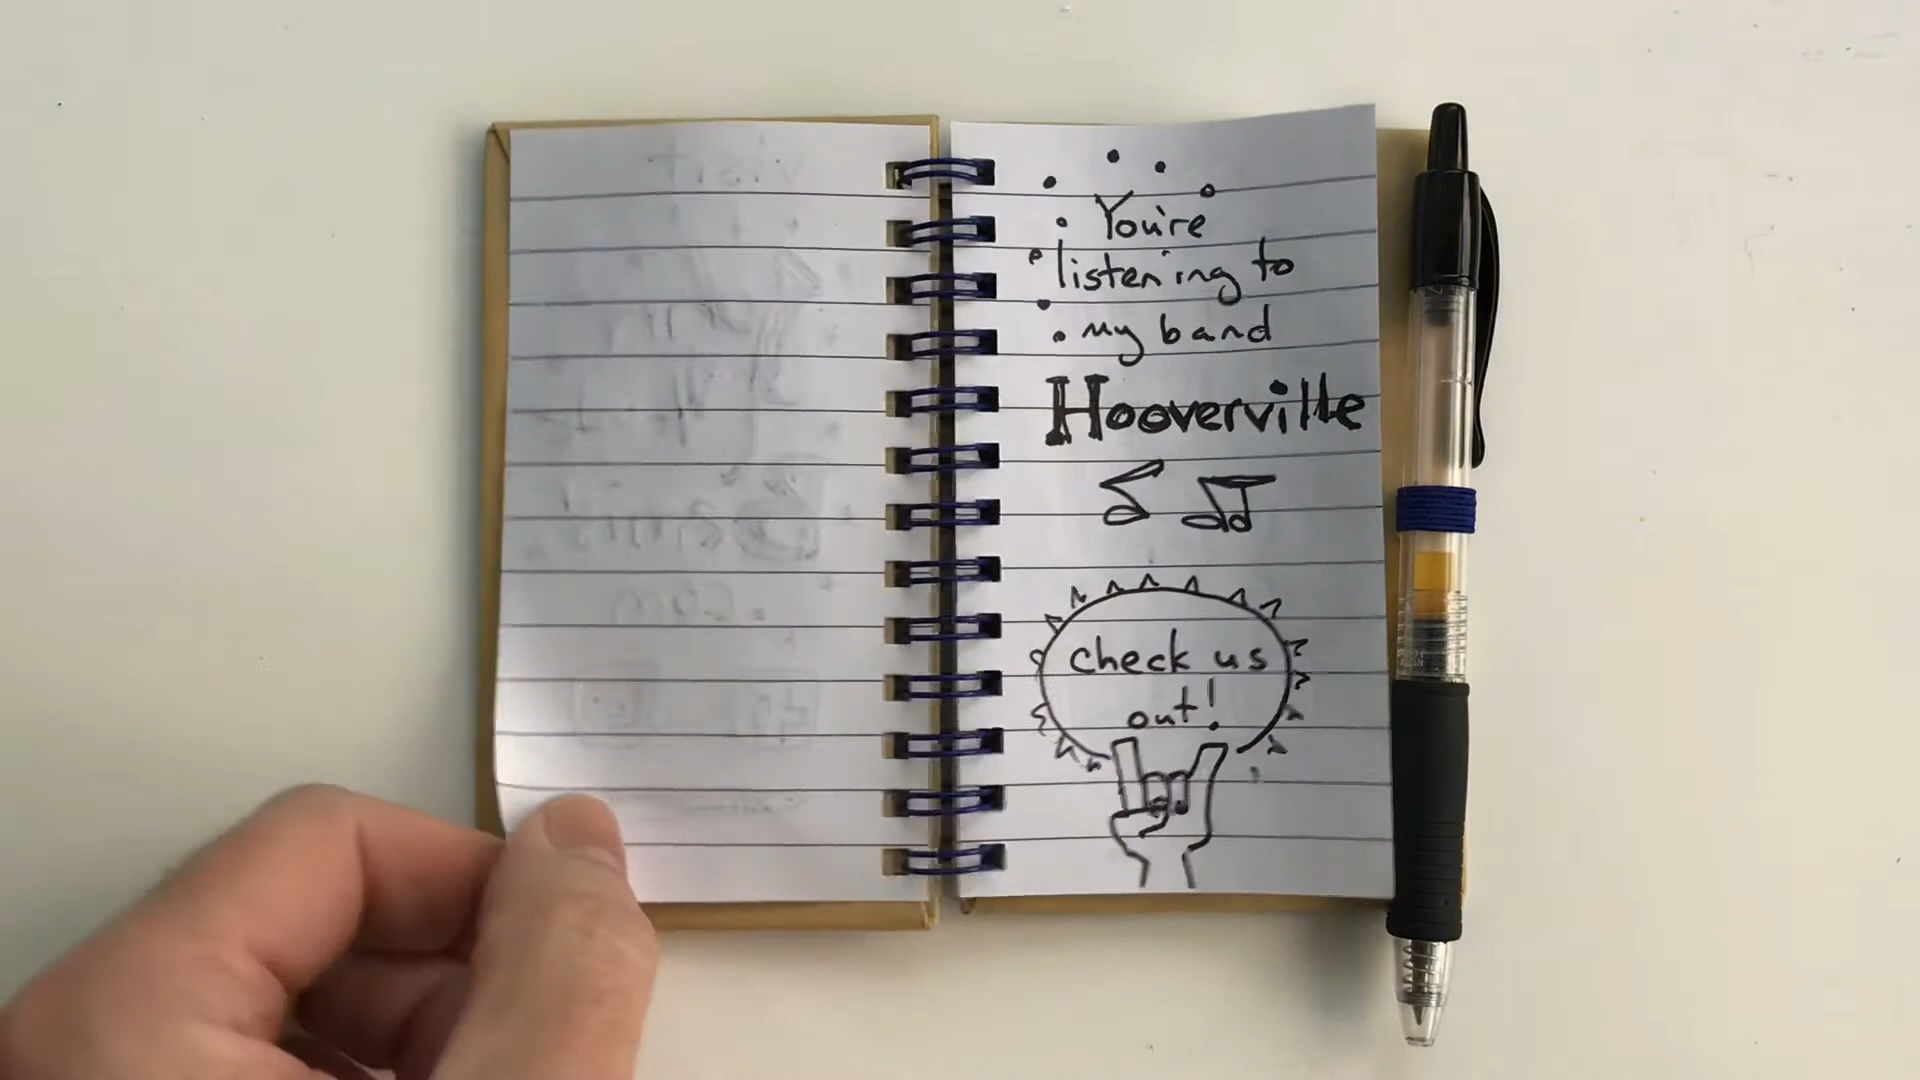 You're
listening to
my band
Hooverville
check us
out!